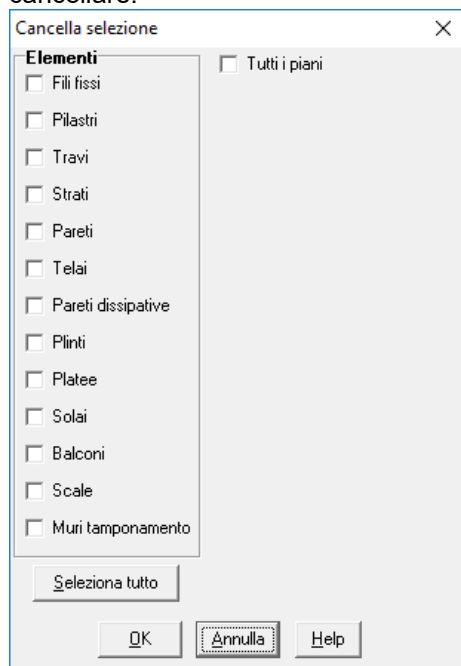 cancellare:
Cancella selezione
Elementi
Fili fissi
Pilastri
Travi
Strati
Pareti
Telai
Pareti dissipative
Plinti
Platee
Solai
Balconi
Scale
Muri tamponamento
Tutti i piani
Seleziona tutto
OK Annulla Help